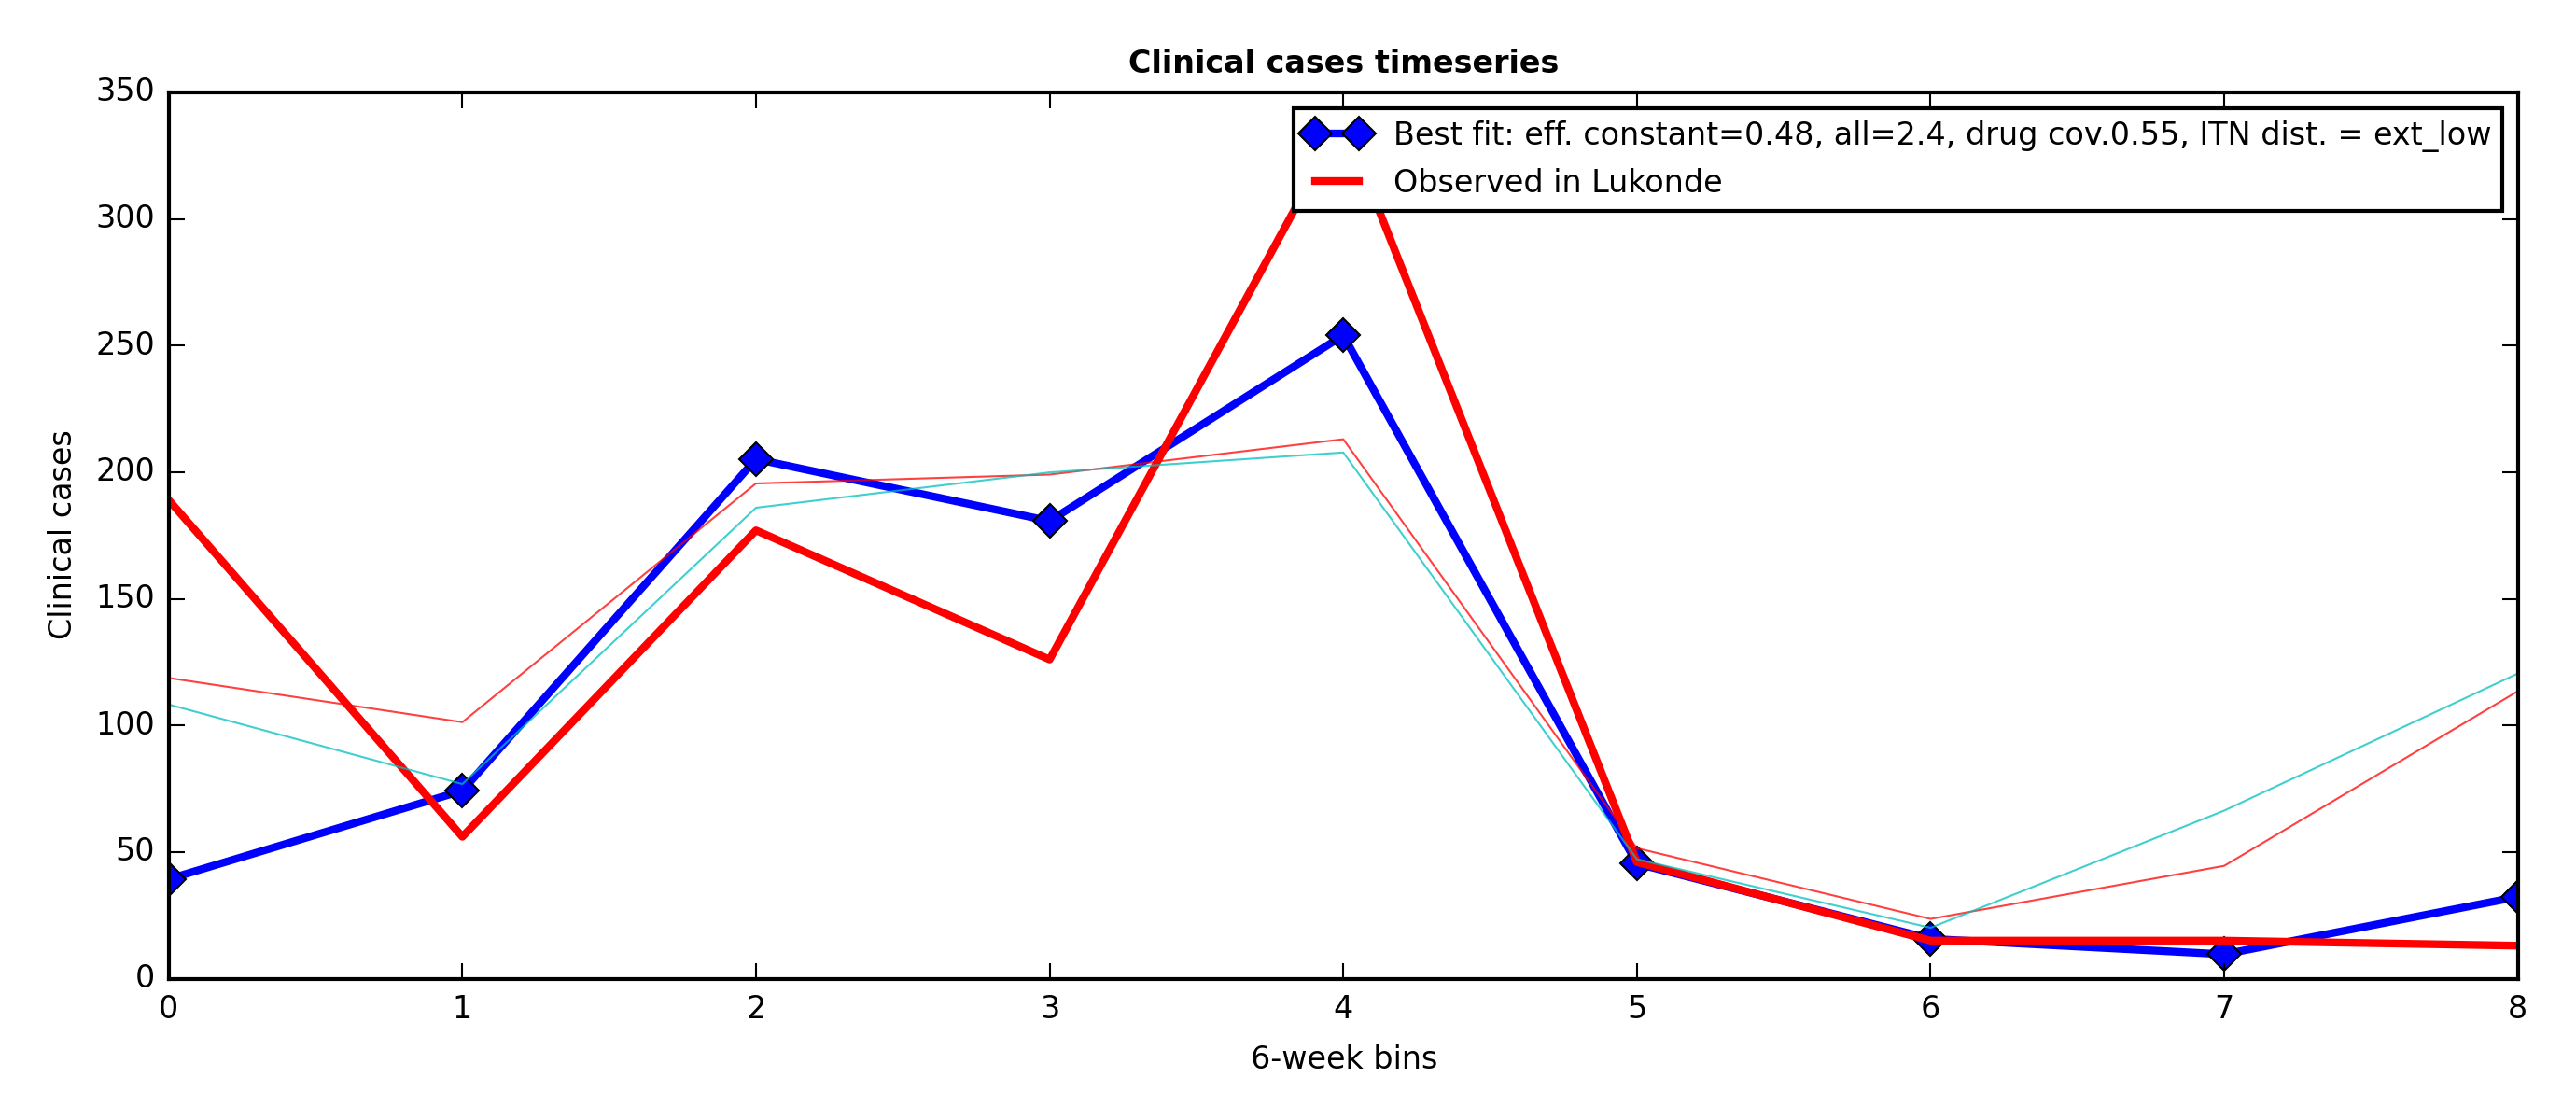 Clinical cases timeseries
350
300
250
200
150
100
50
0
Clinical cases
Best fit: eff. constant=0.48, all=2.4, drug cov.0.55, ITN dist. = ext_low
Observed in Lukonde
0 1 2 3 4 5 6 7 8
6-week bins